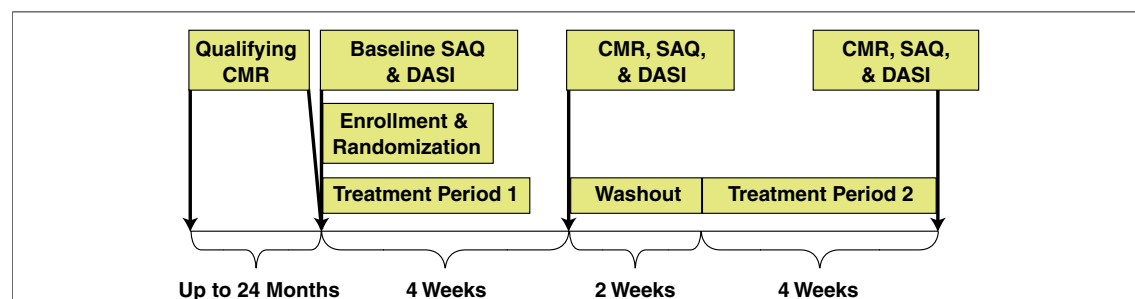 Qualifying
CMR
Baseline SAQ
& DASI
CMR, SAQ,
& DASI
CMR, SAQ,
& DASI
Enrollment &
Randomization
Treatment Period 1
Washout
Treatment Period 2
Up to 24 Months
4 Weeks
2 Weeks
4 Weeks